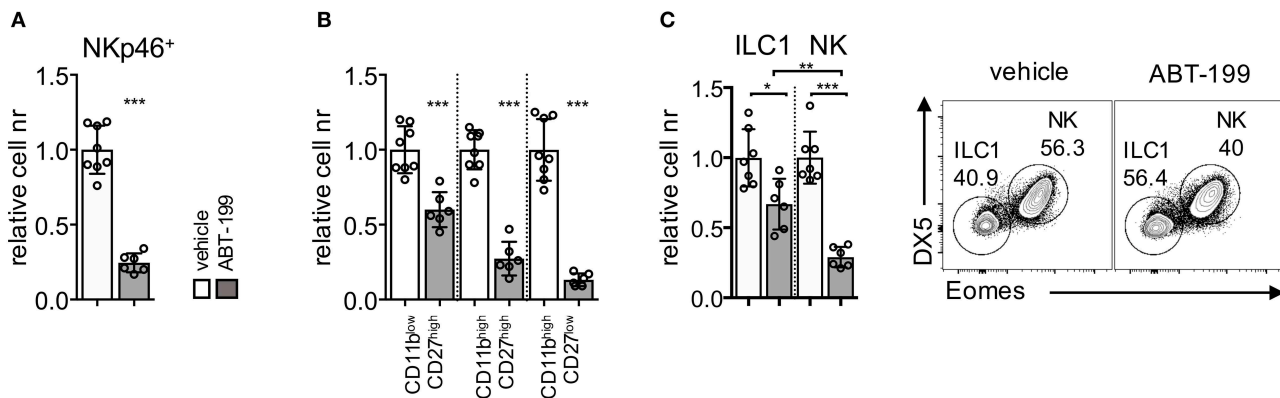 A
NKp46⁺
relative cell nr
1.5
1.0
0.5
0.0
***
vehicle
ABT-199
B
relative cell nr
1.5
1.0
0.5
0.0
***
***
***
CD11b^low
CD27^high
CD11b^high
CD27^high
CD11b^high
CD27^low
C
ILC1 NK
relative cell nr
1.5
1.0
0.5
0.0
**
*
***
vehicle
ABT-199
NK
56.3
ILC1
40.9
NK
40
ILC1
56.4
DX5
Eomes